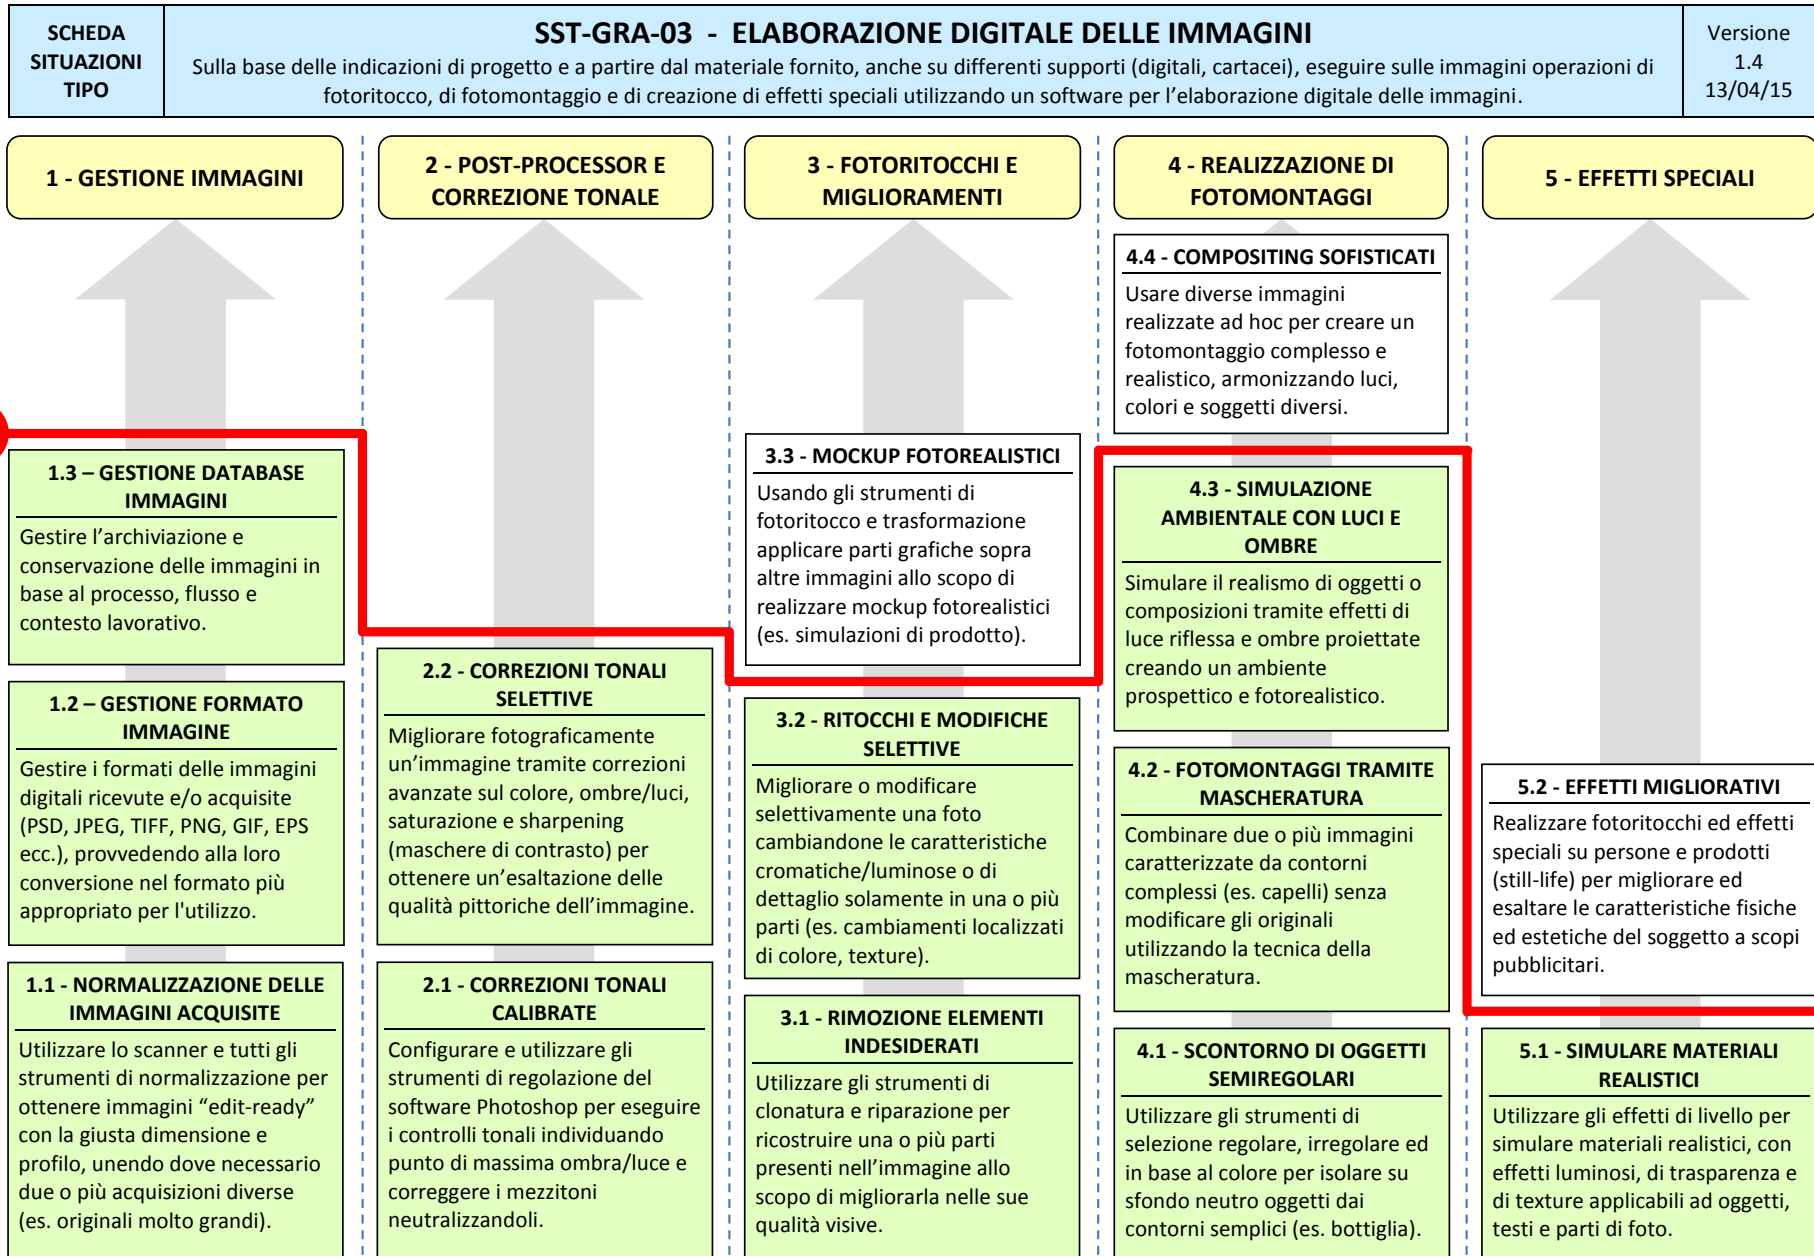 SCHEDA
SITUAZIONI
TIPO
SST-GRA-03 - ELABORAZIONE DIGITALE DELLE IMMAGINI
Sulla base delle indicazioni di progetto e a partire dal materiale fornito, anche su differenti supporti (digitali, cartacei), eseguire sulle immagini operazioni di
fotoritocco, di fotomontaggio e di creazione di effetti speciali utilizzando un software per l'elaborazione digitale delle immagini.
Versione
1.4
13/04/15
1 - GESTIONE IMMAGINI
1.3 – GESTIONE DATABASE
IMMAGINI
Gestire l'archiviazione e
conservazione delle immagini in
base al processo, flusso e
contesto lavorativo.
1.2 – GESTIONE FORMATO
IMMAGINE
Gestire i formati delle immagini
digitali ricevute e/o acquisite
(PSD, JPEG, TIFF, PNG, GIF, EPS
ecc.), provvedendo alla loro
conversione nel formato più
appropriato per l'utilizzo.
1.1 - NORMALIZZAZIONE DELLE
IMMAGINI ACQUISITE
Utilizzare lo scanner e tutti gli
strumenti di normalizzazione per
ottenere immagini "edit-ready"
con la giusta dimensione e
profilo, unendo dove necessario
due o più acquisizioni diverse
(es. originali molto grandi).
2 - POST-PROCESSOR E
CORREZIONE TONALE
2.2 - CORREZIONI TONALI
SELETTIVE
Migliorare fotograficamente
un'immagine tramite correzioni
avanzate sul colore, ombre/luci,
saturazione e sharpening
(maschere di contrasto) per
ottenere un'esaltazione delle
qualità pittoriche dell'immagine.
2.1 - CORREZIONI TONALI
CALIBRATE
Configurare e utilizzare gli
strumenti di regolazione del
software Photoshop per eseguire
i controlli tonali individuando
punto di massima ombra/luce e
correggere i mezzitoni
neutralizzandoli.
3 - FOTORITOCCHI E
MIGLIORAMENTI
3.3 - MOCKUP FOTOREALISTICI
Usando gli strumenti di
fotoritocco e trasformazione
applicare parti grafiche sopra
altre immagini allo scopo di
realizzare mockup fotorealistici
(es. simulazioni di prodotto).
3.2 - RITOCCHI E MODIFICHE
SELETTIVE
Migliorare o modificare
selettivamente una foto
cambiandone le caratteristiche
cromatiche/luminose o di
dettaglio solamente in una o più
parti (es. cambiamenti localizzati
di colore, texture).
3.1 - RIMOZIONE ELEMENTI
INDESIDERATI
Utilizzare gli strumenti di
clonatura e riparazione per
ricostruire una o più parti
presenti nell'immagine allo
scopo di migliorarla nelle sue
qualità visive.
4 - REALIZZAZIONE DI
FOTOMONTAGGI
4.4 - COMPOSITING SOFISTICATI
Usare diverse immagini
realizzate ad hoc per creare un
fotomontaggio complesso e
realistico, armonizzando luci,
colori e soggetti diversi.
4.3 - SIMULAZIONE
AMBIENTALE CON LUCI E
OMBRE
Simulare il realismo di oggetti o
composizioni tramite effetti di
luce riflessa e ombre proiettate
creando un ambiente
prospettico e fotorealistico.
4.2 - FOTOMONTAGGI TRAMITE
MASCHERATURA
Combinare due o più immagini
caratterizzate da contorni
complessi (es. capelli) senza
modificare gli originali
utilizzando la tecnica della
mascheratura.
4.1 - SCONTORNO DI OGGETTI
SEMIREGOLARI
Utilizzare gli strumenti di
selezione regolare, irregolare ed
in base al colore per isolare su
sfondo neutro oggetti dai
contorni semplici (es. bottiglia).
5 - EFFETTI SPECIALI
5.2 - EFFETTI MIGLIORATIVI
Realizzare fotoritocchi ed effetti
speciali su persone e prodotti
(still-life) per migliorare ed
esaltare le caratteristiche fisiche
ed estetiche del soggetto a scopi
pubblicitari.
5.1 - SIMULARE MATERIALI
REALISTICI
Utilizzare gli effetti di livello per
simulare materiali realistici, con
effetti luminosi, di trasparenza e
di texture applicabili ad oggetti,
testi e parti di foto.